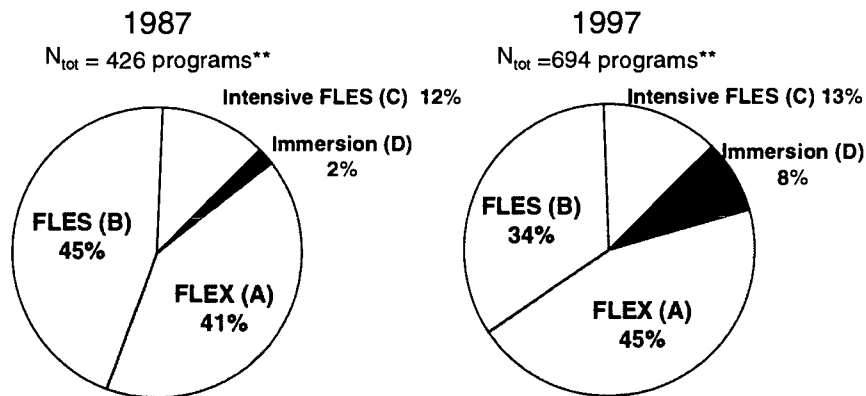 1987
N_tot = 426 programs**
Intensive FLES (C) 12%
Immersion (D)
2%
FLES (B)
45%
FLEX (A)
41%
1997
N_tot =694 programs**
Intensive FLES (C) 13%
Immersion (D)
8%
FLES (B)
34%
FLEX (A)
45%